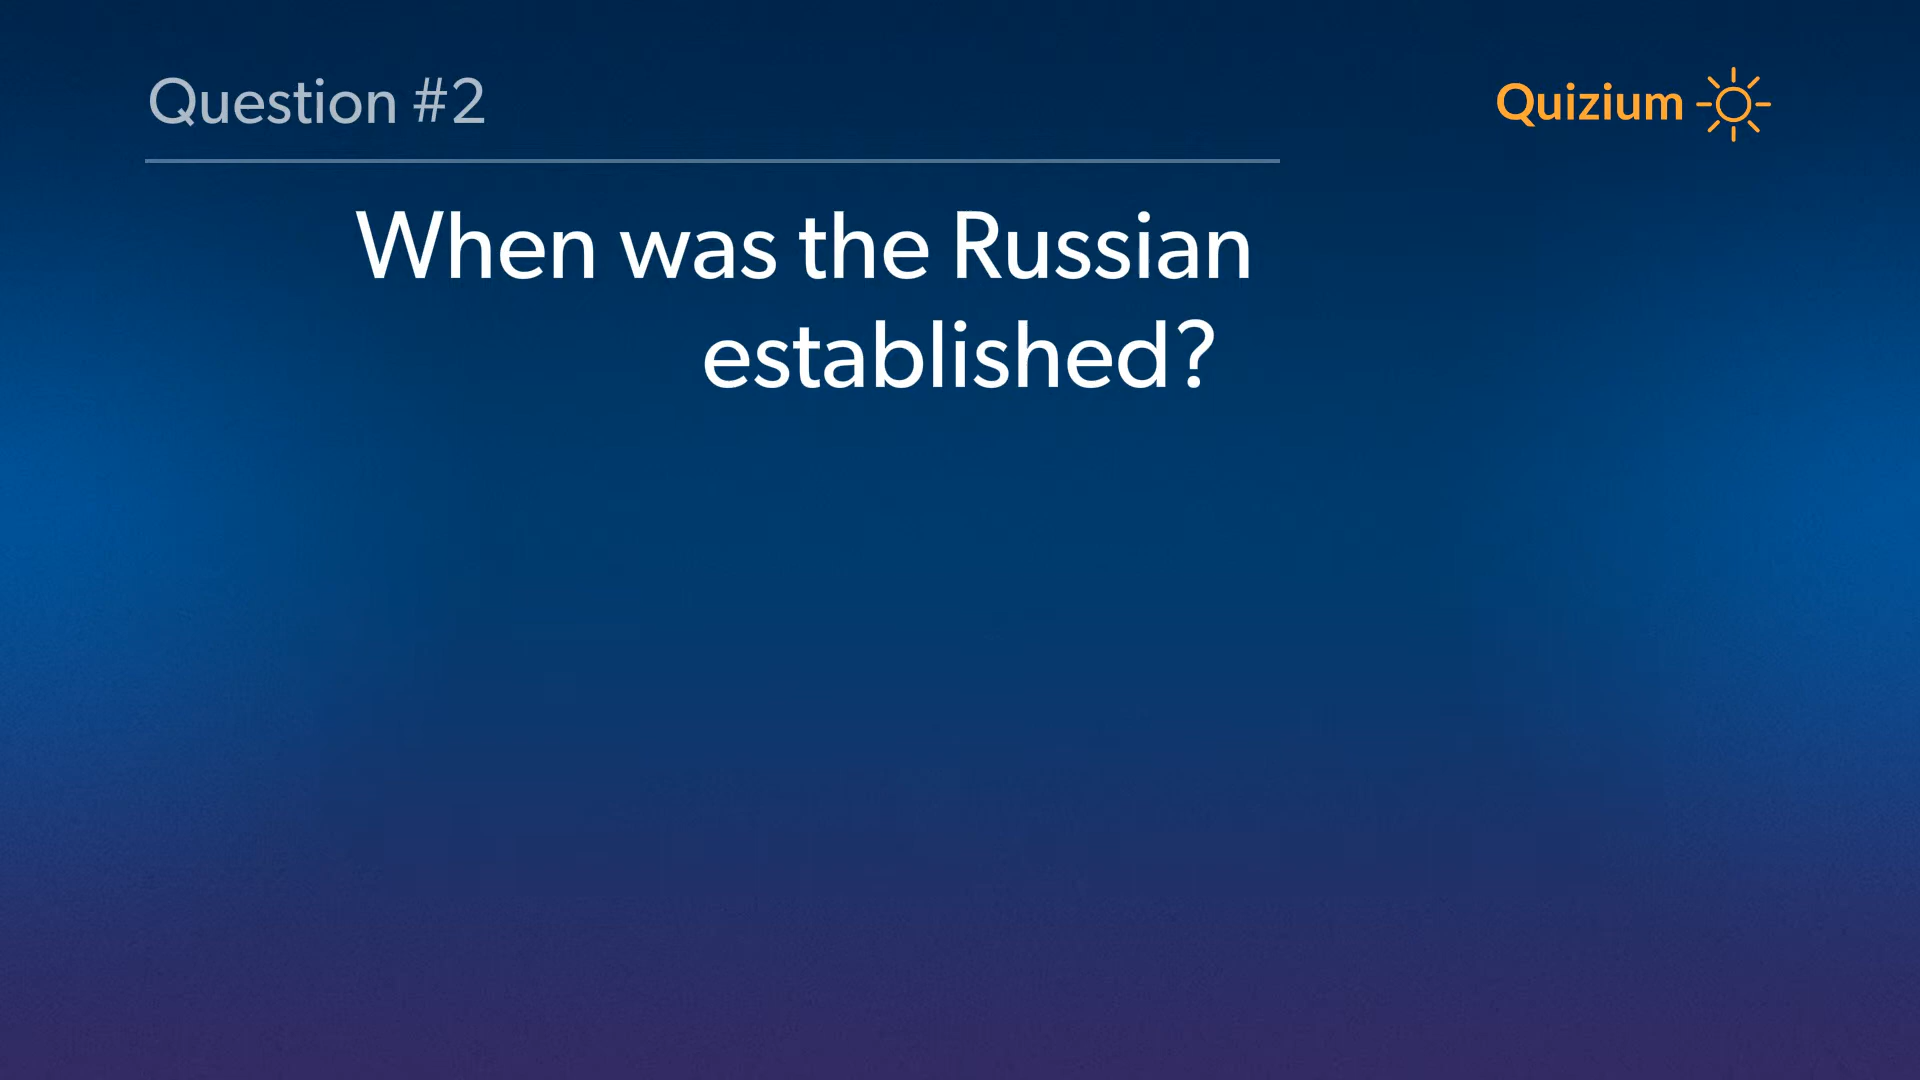 Question #2
Quizium
When was the Russian
established?